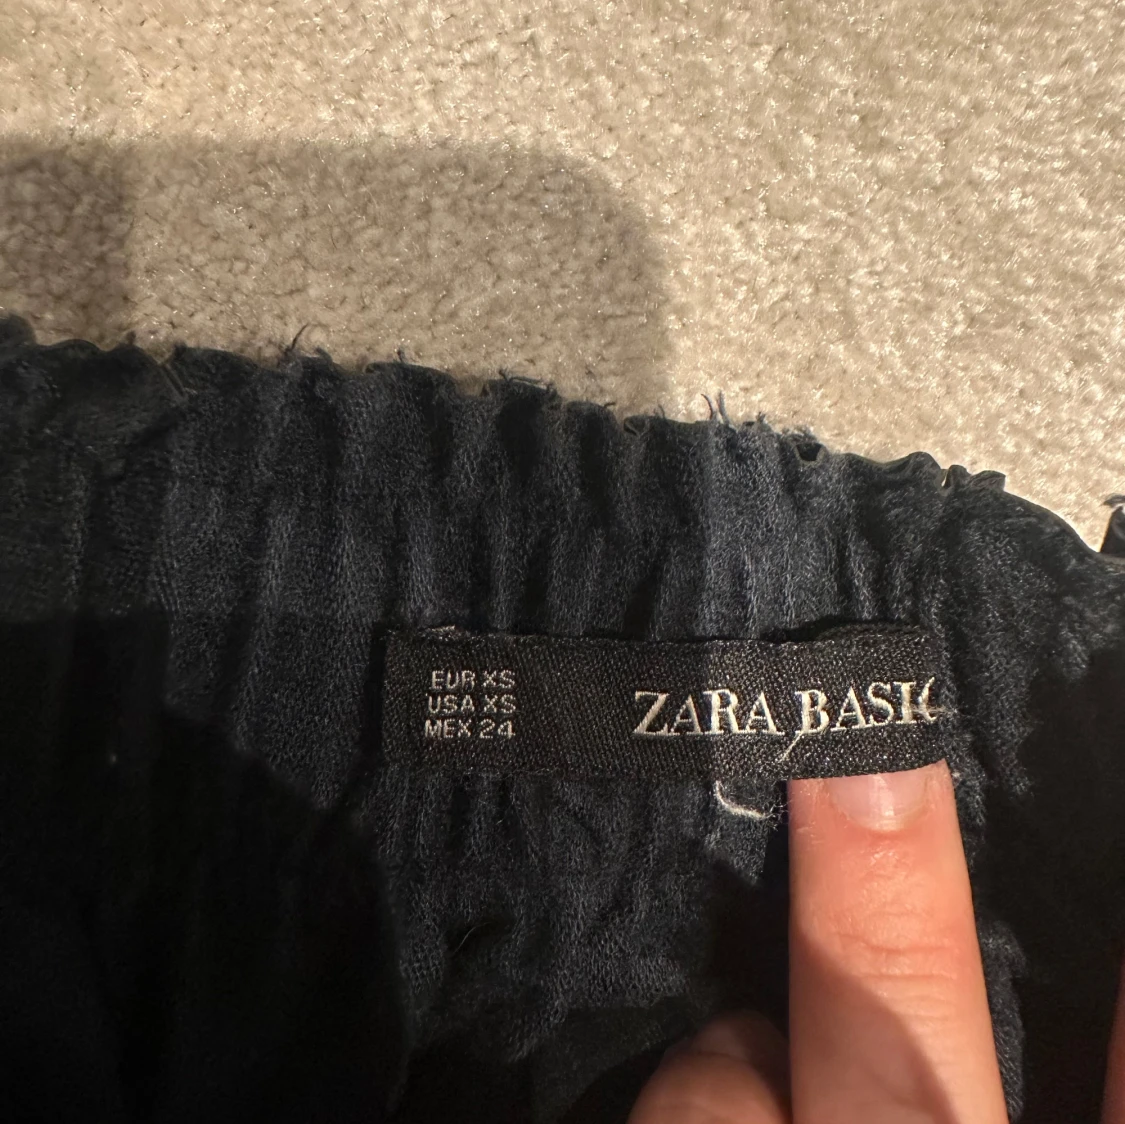 EUR XS
USA XS
MEX 24
ZARA BASIC